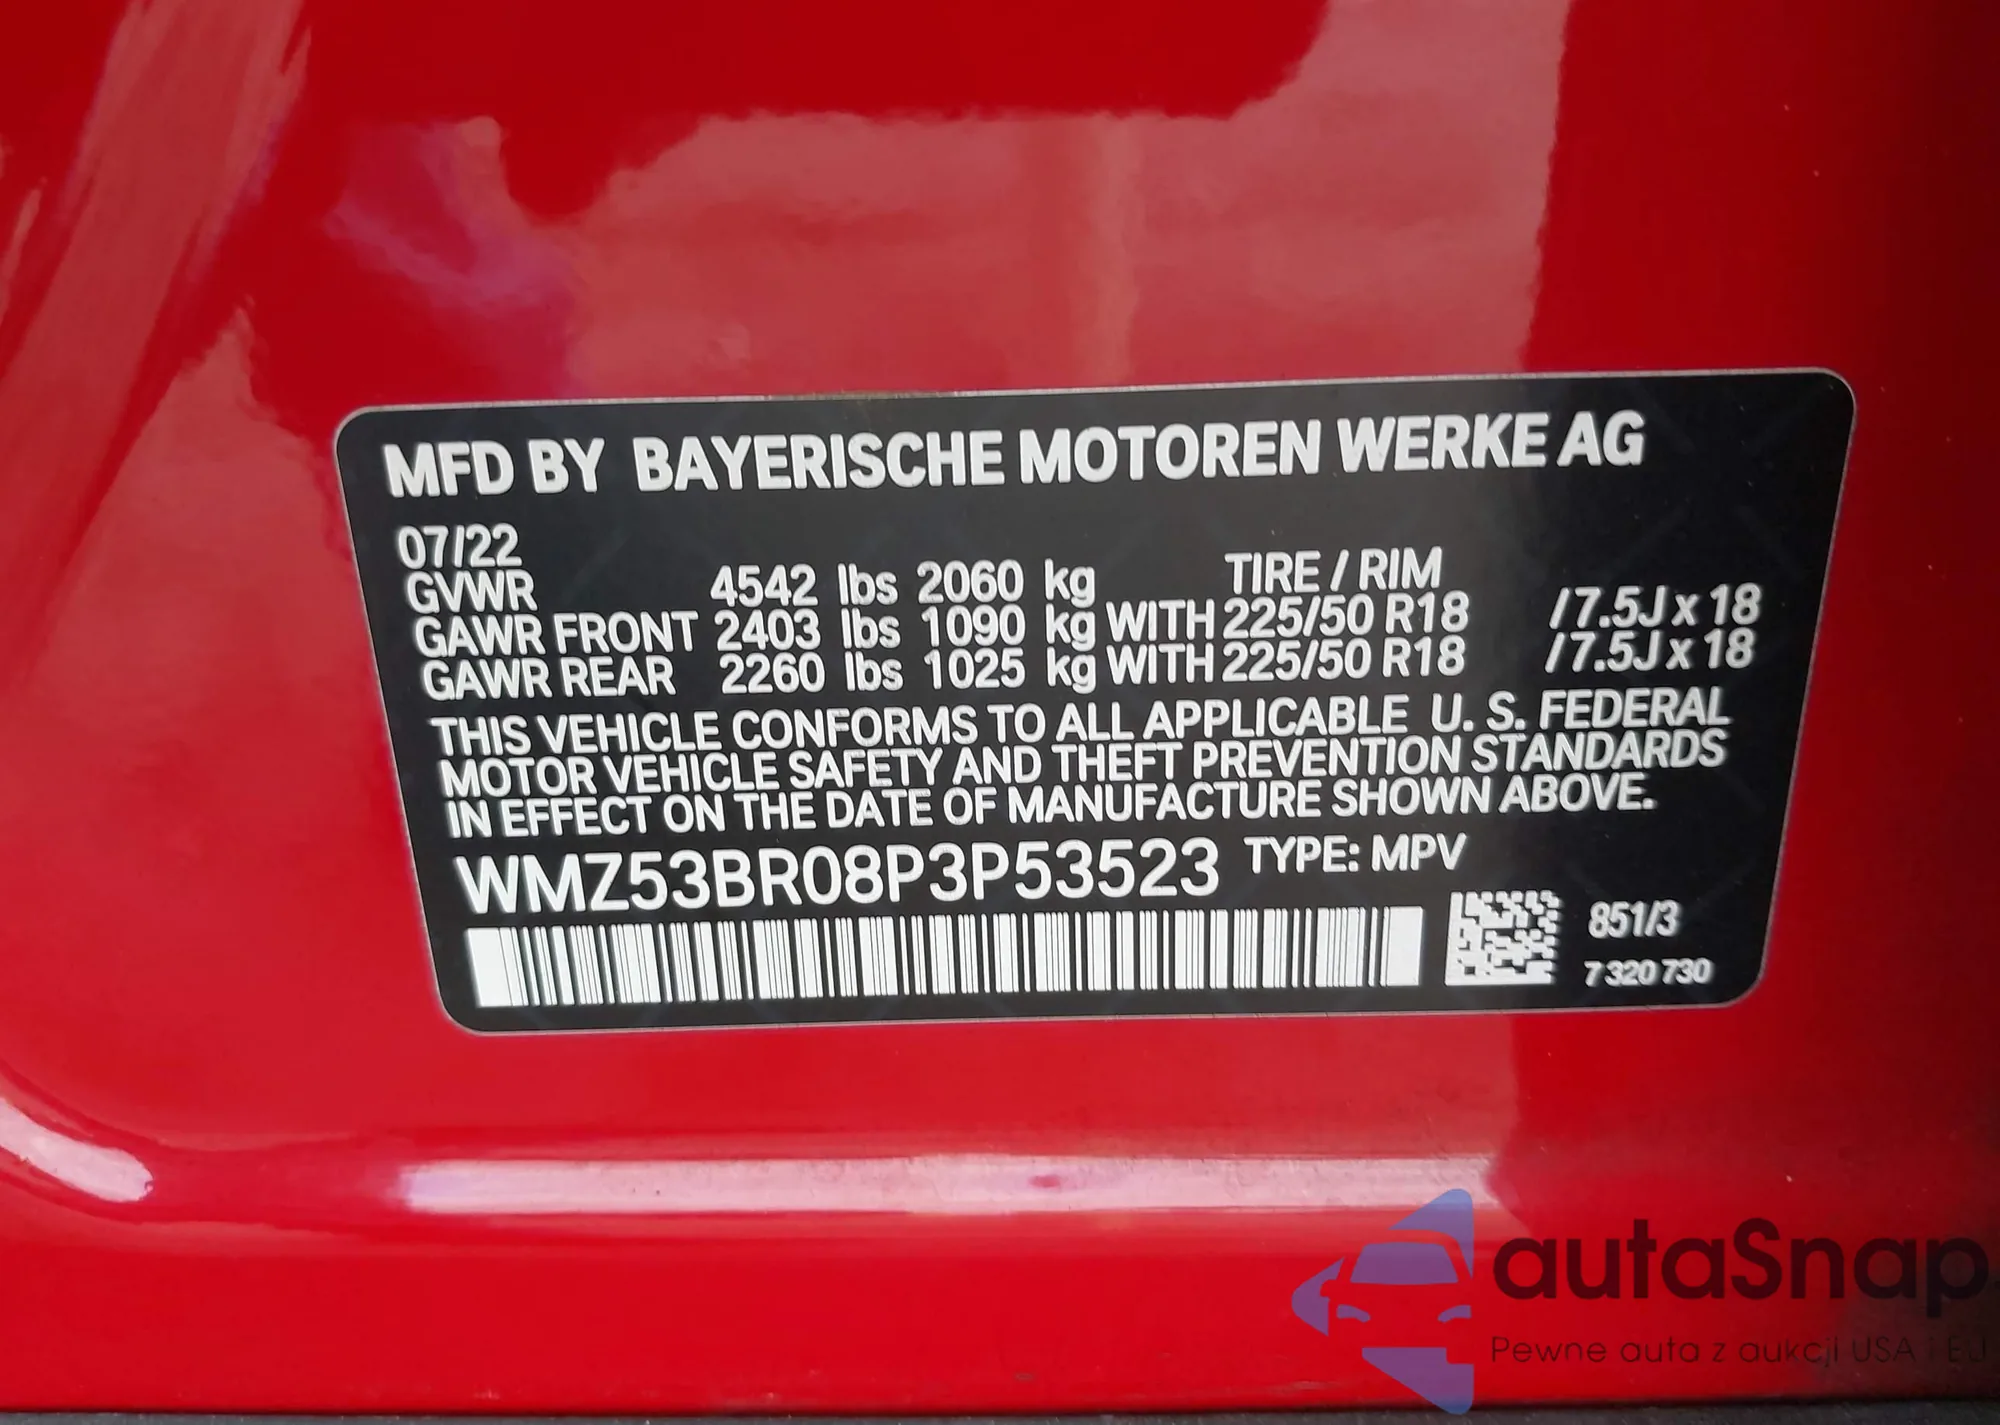 MFD BY BAYERISCHE MOTOREN WERKE AG
07/22 TIRE / RIM
GVWR 4542 lbs 2060 kg
GAWR FRONT 2403 lbs 1090 kg WITH 225/50 R18 /7.5J x 18
GAWR REAR 2260 lbs 1025 kg WITH 225/50 R18 /7.5J x 18
THIS VEHICLE CONFORMS TO ALL APPLICABLE U. S. FEDERAL
MOTOR VEHICLE SAFETY AND THEFT PREVENTION STANDARDS
IN EFFECT ON THE DATE OF MANUFACTURE SHOWN ABOVE.
WMZ53BR08P3P53523 TYPE: MPV
851/3
7 320 730
autaSnap
Pewne auta z aukcji USA i EU